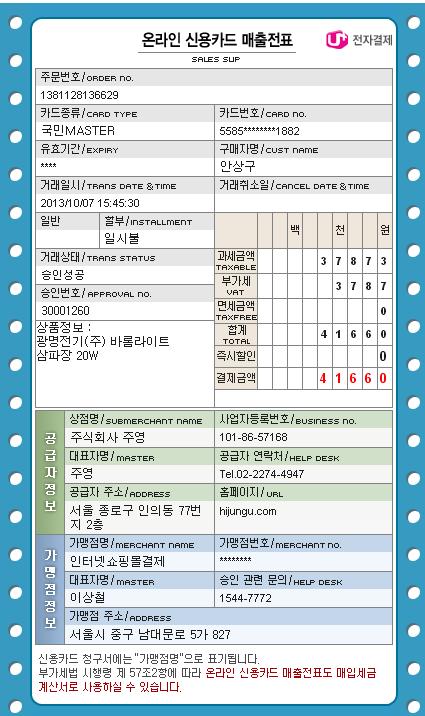 온라인 신용카드 매출전표
SALES SLIP
U+ 전자결제
주문번호/ORDER NO.
1381128136629
카드종류/CARD TYPE
카드번호/CARD NO.
국민MASTER
5585********1882
유효기간/EXPIRY
구매자명/CUST NAME
****
안상구
거래일시/TRANS DATE & TIME
거래취소일/CANCEL DATE & TIME
2013/10/07 15:45:30
일반
할부/INSTALLMENT
일시불
백 천 원
거래상태/TRANS STATUS
승인성공
승인번호/APPROVAL NO.
30001260
상품정보 :
광명전기(주) 바롬라이트
삼파장 20W
과세금액 3 7 8 7 3
TAXABLE
부가세 3 7 8 7
VAT
면세금액 0
TAXFREE
합계 4 1 6 6 0
TOTAL
즉시할인 0
결제금액 4 1 6 6 0
공급자정보
상점명/SUBMERCHANT NAME
사업자등록번호/BUSINESS NO.
주식회사 주영
101-86-57168
대표자명/MASTER
공급자 연락처/HELP DESK
주영
Tel.02-2274-4947
공급자 주소/ADDRESS
홈페이지/URL
서울 종로구 인의동 77번
지 2층
hijungu.com
가맹점정보
가맹점명/MERCHANT NAME
가맹점번호/MERCHANT NO.
인터넷쇼핑몰결제
********
대표자명/MASTER
승인 관련 문의/HELP DESK
이상철
1544-7772
가맹점 주소/ADDRESS
서울시 중구 남대문로 5가 827
신용카드 청구서에는 "가맹점명"으로 표기됩니다.
부가세법 시행령 제 57조2항에 따라 온라인 신용카드 매출전표도 매입세금
계산서로 사용하실 수 있습니다.